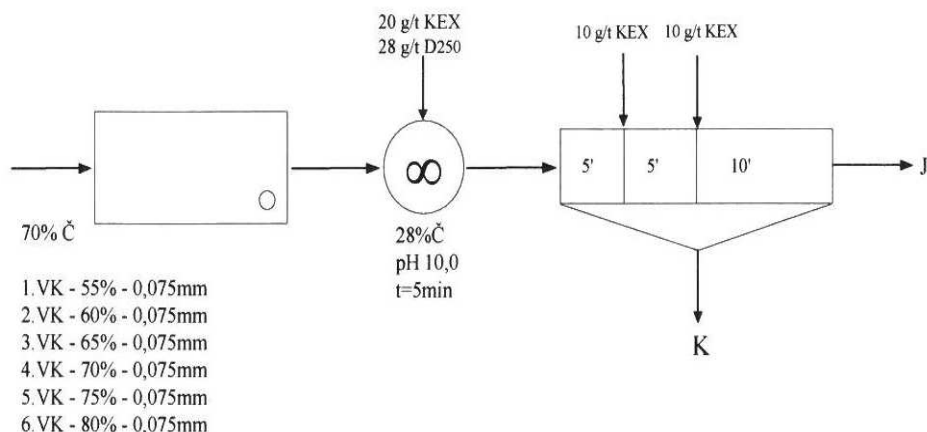 20 g/t KEX
28 g/t D250
10 g/t KEX 10 g/t KEX
5' 5' 10'
∞
J
70% Č
28%Č
pH 10,0
t=5min
1.VK - 55% - 0,075mm
2.VK - 60% - 0,075mm
3.VK - 65% - 0,075mm
4.VK - 70% - 0,075mm
5.VK - 75% - 0,075mm
6.VK - 80% - 0,075mm
K